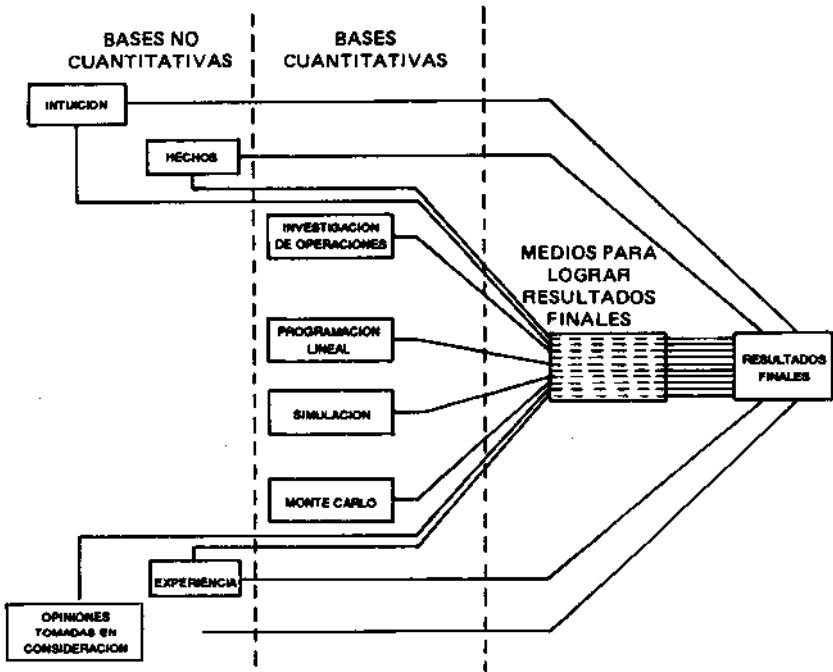 BASES NO
CUANTITATIVAS
BASES
CUANTITATIVAS
INTUICION
HECHOS
INVESTIGACION
DE OPERACIONES
MEDIOS PARA
LOGRAR
RESULTADOS
FINALES
PROGRAMACION
LINEAL
RESULTADOS
FINALES
SIMULACION
MONTE CARLO
EXPERIENCIA
OPINIONES
TOMADAS EN
CONSIDERACION